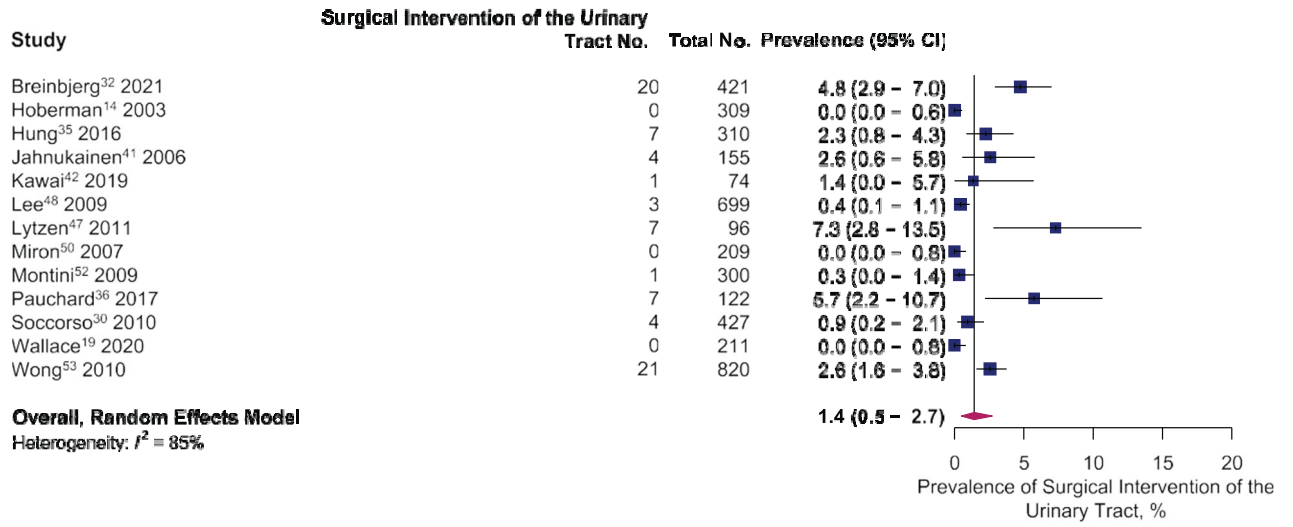 Surgical Intervention of the Urinary
Study Tract No. Total No. Prevalence (95% CI)
Breinbjerg³² 2021 20 421 4.8 (2.9 – 7.0)
Hoberman¹⁴ 2003 0 309 0.0 (0.0 – 0.6)
Hung³⁵ 2016 7 310 2.3 (0.8 – 4.3)
Jahnukainen⁴¹ 2006 4 155 2.6 (0.6 – 5.8)
Kawai⁴² 2019 1 74 1.4 (0.0 – 5.7)
Lee⁴⁸ 2009 3 699 0.4 (0.1 – 1.1)
Lytzen⁴⁷ 2011 7 96 7.3 (2.8 – 13.5)
Miron⁵⁰ 2007 0 209 0.0 (0.0 – 0.8)
Montini⁵² 2009 1 300 0.3 (0.0 – 1.4)
Pauchard³⁶ 2017 7 122 5.7 (2.2 – 10.7)
Soccorso³⁰ 2010 4 427 0.9 (0.2 – 2.1)
Wallace¹⁹ 2020 0 211 0.0 (0.0 – 0.8)
Wong⁵³ 2010 21 820 2.6 (1.6 – 3.8)
Overall, Random Effects Model 1.4 (0.5 – 2.7)
Heterogeneity: I² = 85%
0 5 10 15 20
Prevalence of Surgical Intervention of the
Urinary Tract, %